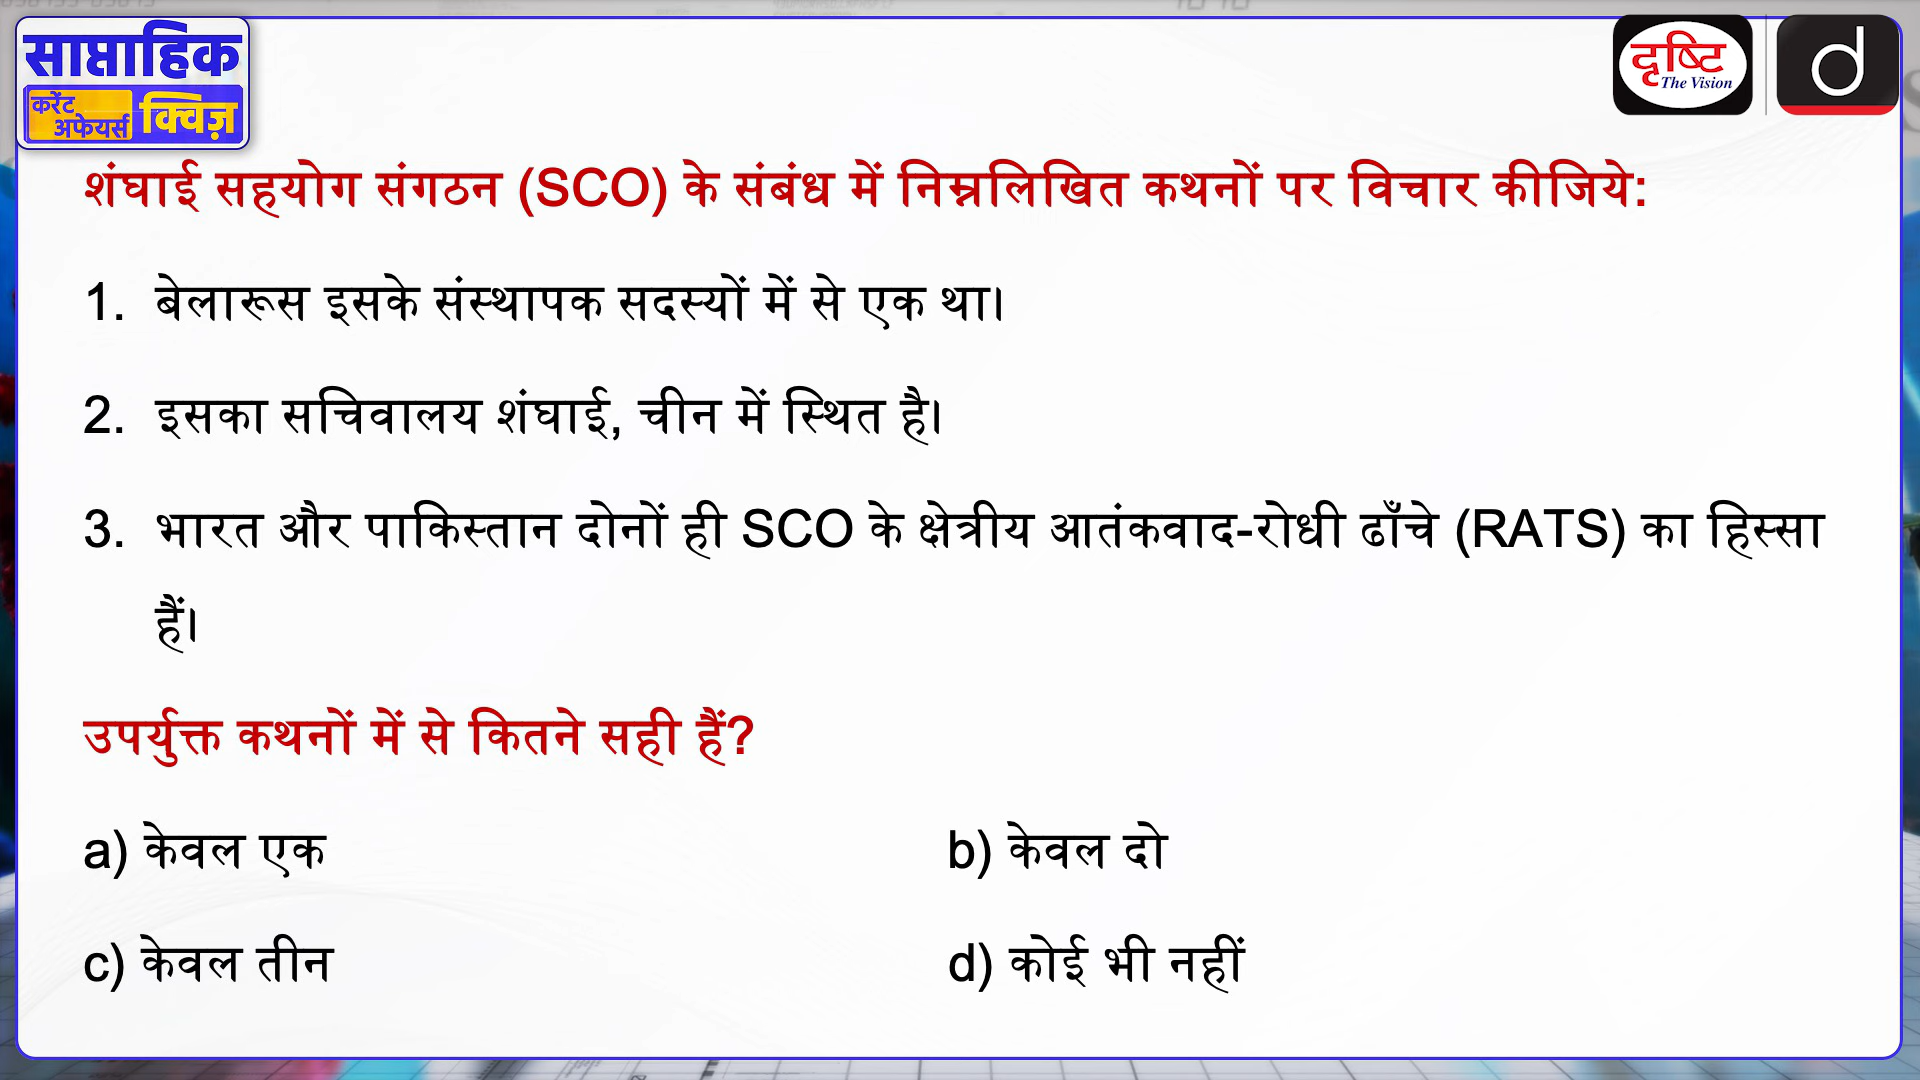 साप्ताहिक
करेंट
अफेयर्स क्विज़
दृष्टि
The Vision
d
शंघाई सहयोग संगठन (SCO) के संबंध में निम्नलिखित कथनों पर विचार कीजिये:
1. बेलारूस इसके संस्थापक सदस्यों में से एक था।
2. इसका सचिवालय शंघाई, चीन में स्थित है।
3. भारत और पाकिस्तान दोनों ही SCO के क्षेत्रीय आतंकवाद-रोधी ढाँचे (RATS) का हिस्सा
हैं।
उपर्युक्त कथनों में से कितने सही हैं?
a) केवल एक b) केवल दो
c) केवल तीन d) कोई भी नहीं